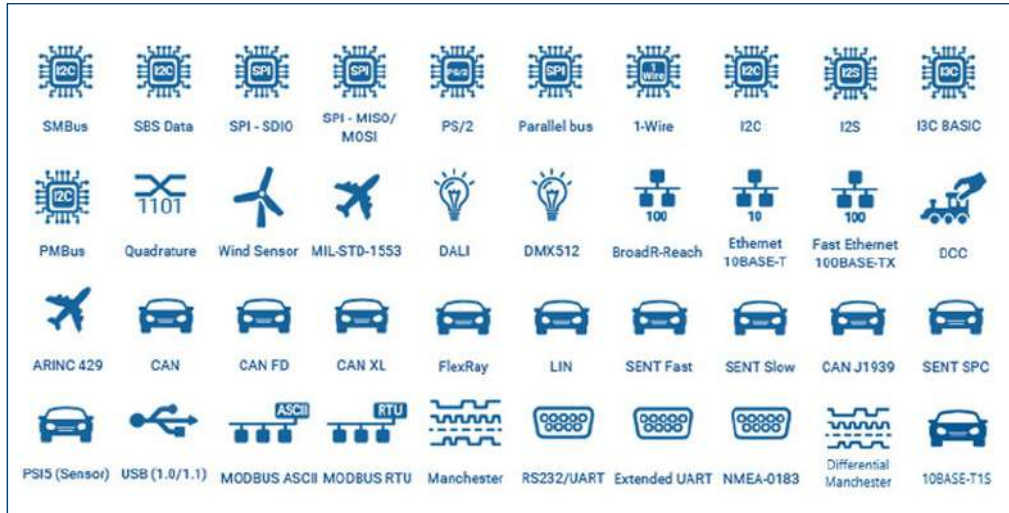 I2C I2C SPI SPI PS/2 SPI 1 Wire I2C I2S I3C
SMBus SBS Data SPI - SDIO SPI - MISO/ PS/2 Parallel bus 1-Wire I2C I2S I3C BASIC
MOSI
I2C 1101 100 10 100
PMBus Quadrature Wind Sensor MIL-STD-1553 DALI DMX512 BroadR-Reach Ethernet Fast Ethernet DCC
10BASE-T 100BASE-TX
ARINC 429 CAN CAN FD CAN XL FlexRay LIN SENT Fast SENT Slow CAN J1939 SENT SPC
ASCII RTU
PSI5 (Sensor) USB (1.0/1.1) MODBUS ASCII MODBUS RTU Manchester RS232/UART Extended UART NMEA-0183 Differential 10BASE-T1S
Manchester